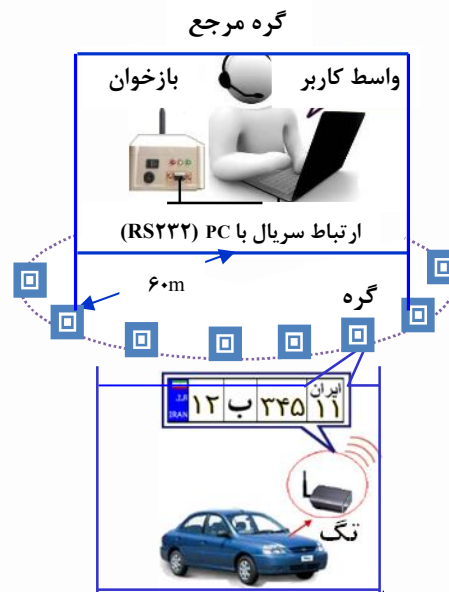 گره مرجع
واسط کاربر
بازخوان
ارتباط سریال با PC (RS۲۳۲)
۶۰m
گره
I.R
IRAN
۱۲ ب ۳۴۵
ایران
۱۱
تگ